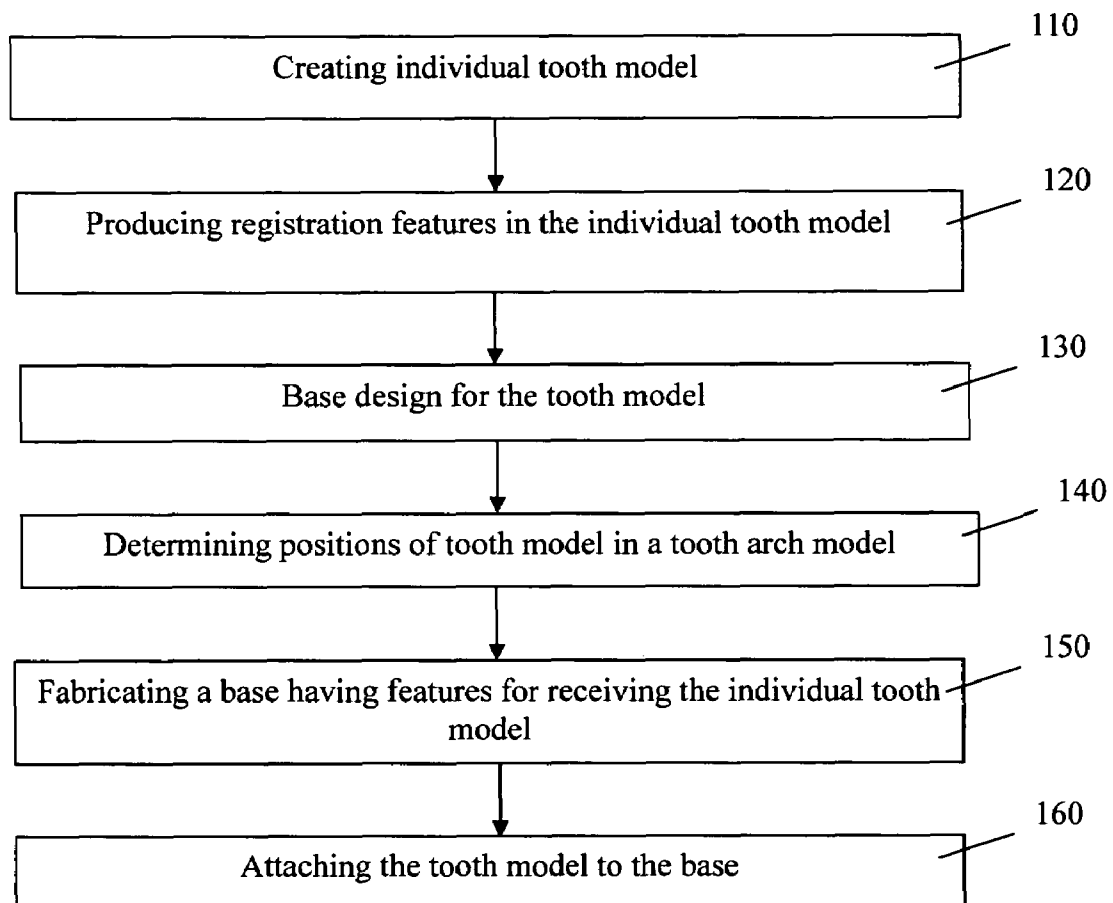 110
Creating individual tooth model
120
Producing registration features in the individual tooth model
130
Base design for the tooth model
140
Determining positions of tooth model in a tooth arch model
150
Fabricating a base having features for receiving the individual tooth
model
160
Attaching the tooth model to the base